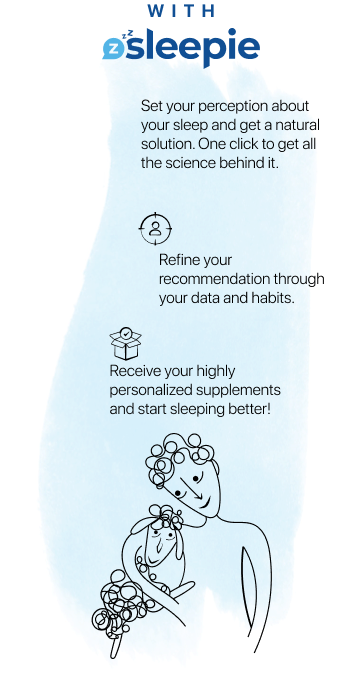 WITH
sleepie
Set your perception about
your sleep and get a natural
solution. One click to get all
the science behind it.
Refine your
recommendation through
your data and habits.
Receive your highly
personalized supplements
and start sleeping better!